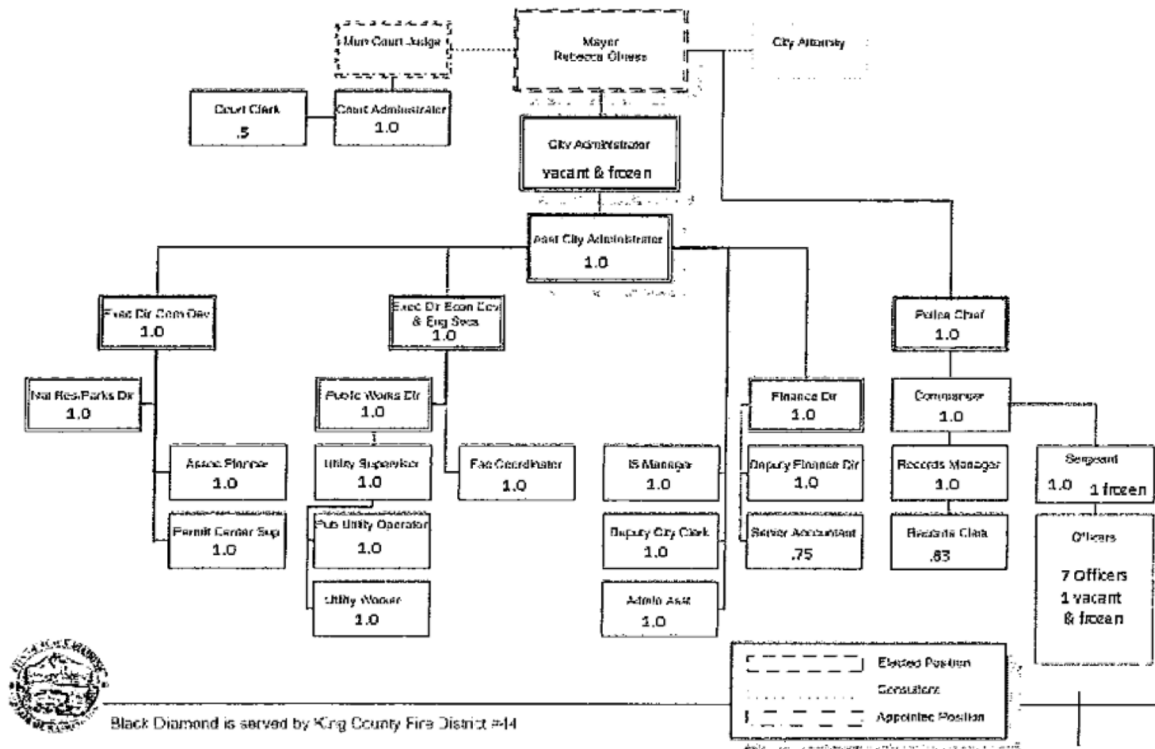 Mun Court Judge
Mayor
Rebecca Olness
City Attorney
Court Clerk
.5
Court Administrator
1.0
City Administrator
vacant & frozen
Asst City Administrator
1.0
Exec Dir Com Dev
1.0
Exec Dir Econ Devl
& Eng Svcs
1.0
Police Chief
1.0
Nat Res/Parks Dir
1.0
Public Works Dir
1.0
Finance Dir
1.0
Commander
1.0
Assoc Planner
1.0
Utility Supervisor
1.0
Fac Coordinator
1.0
IS Manager
1.0
Deputy Finance Dir
1.0
Records Manager
1.0
Sergeant
1.0 1 frozen
Permit Center Sup
1.0
Pub Utility Operator
1.0
Deputy City Clerk
1.0
Senior Accountant
.75
Records Clerk
.63
Officers
7 Officers
1 vacant
& frozen
Utility Worker
1.0
Admin Asst
1.0
Elected Position
Consultant
Appointed Position
Black Diamond is served by King County Fire District #44